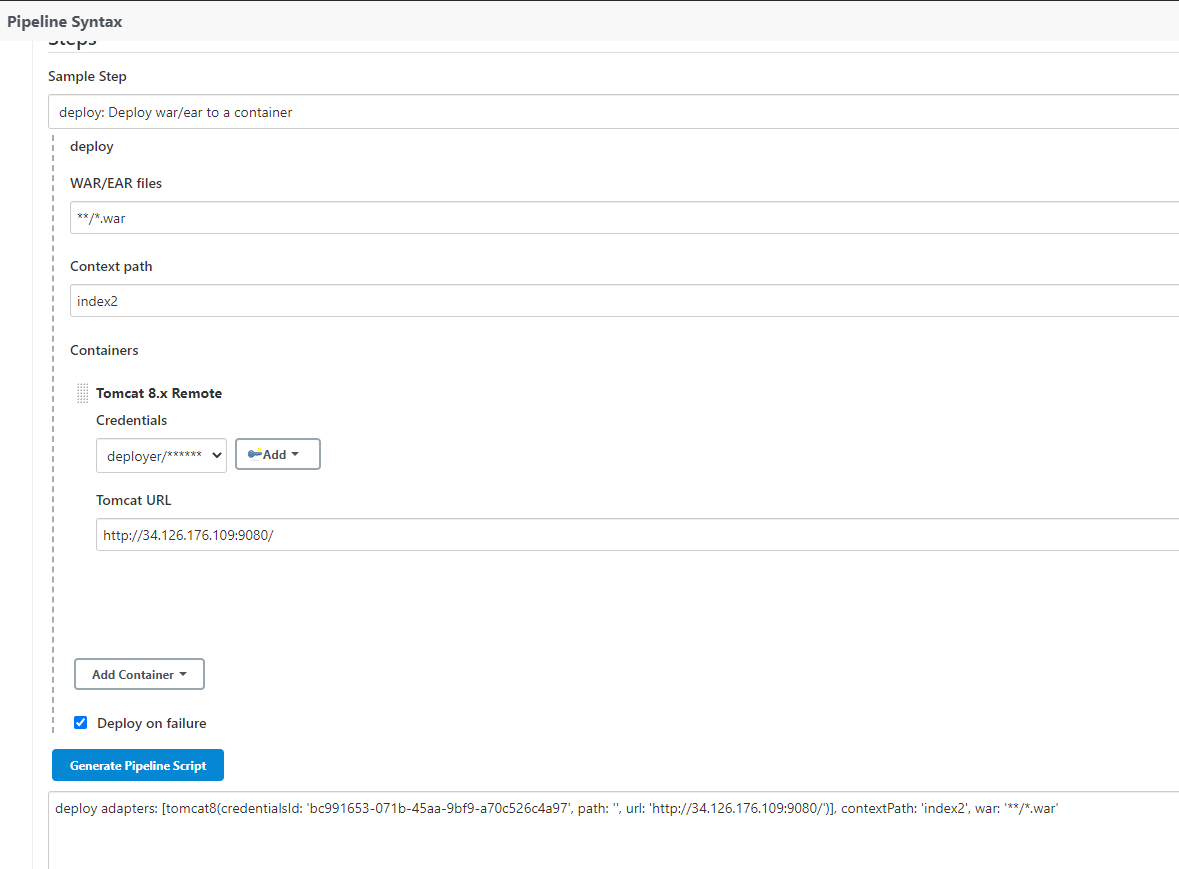 Pipeline Syntax
Steps
Sample Step
deploy: Deploy war/ear to a container
deploy
WAR/EAR files
**/*.war
Context path
index2
Containers
Tomcat 8.x Remote
Credentials
deployer/******
Add
Tomcat URL
http://34.126.176.109:9080/
Add Container
Deploy on failure
Generate Pipeline Script
deploy adapters: [tomcat8(credentialsId: 'bc991653-071b-45aa-9bf9-a70c526c4a97', path: '', url: 'http://34.126.176.109:9080/')], contextPath: 'index2', war: '**/*.war'